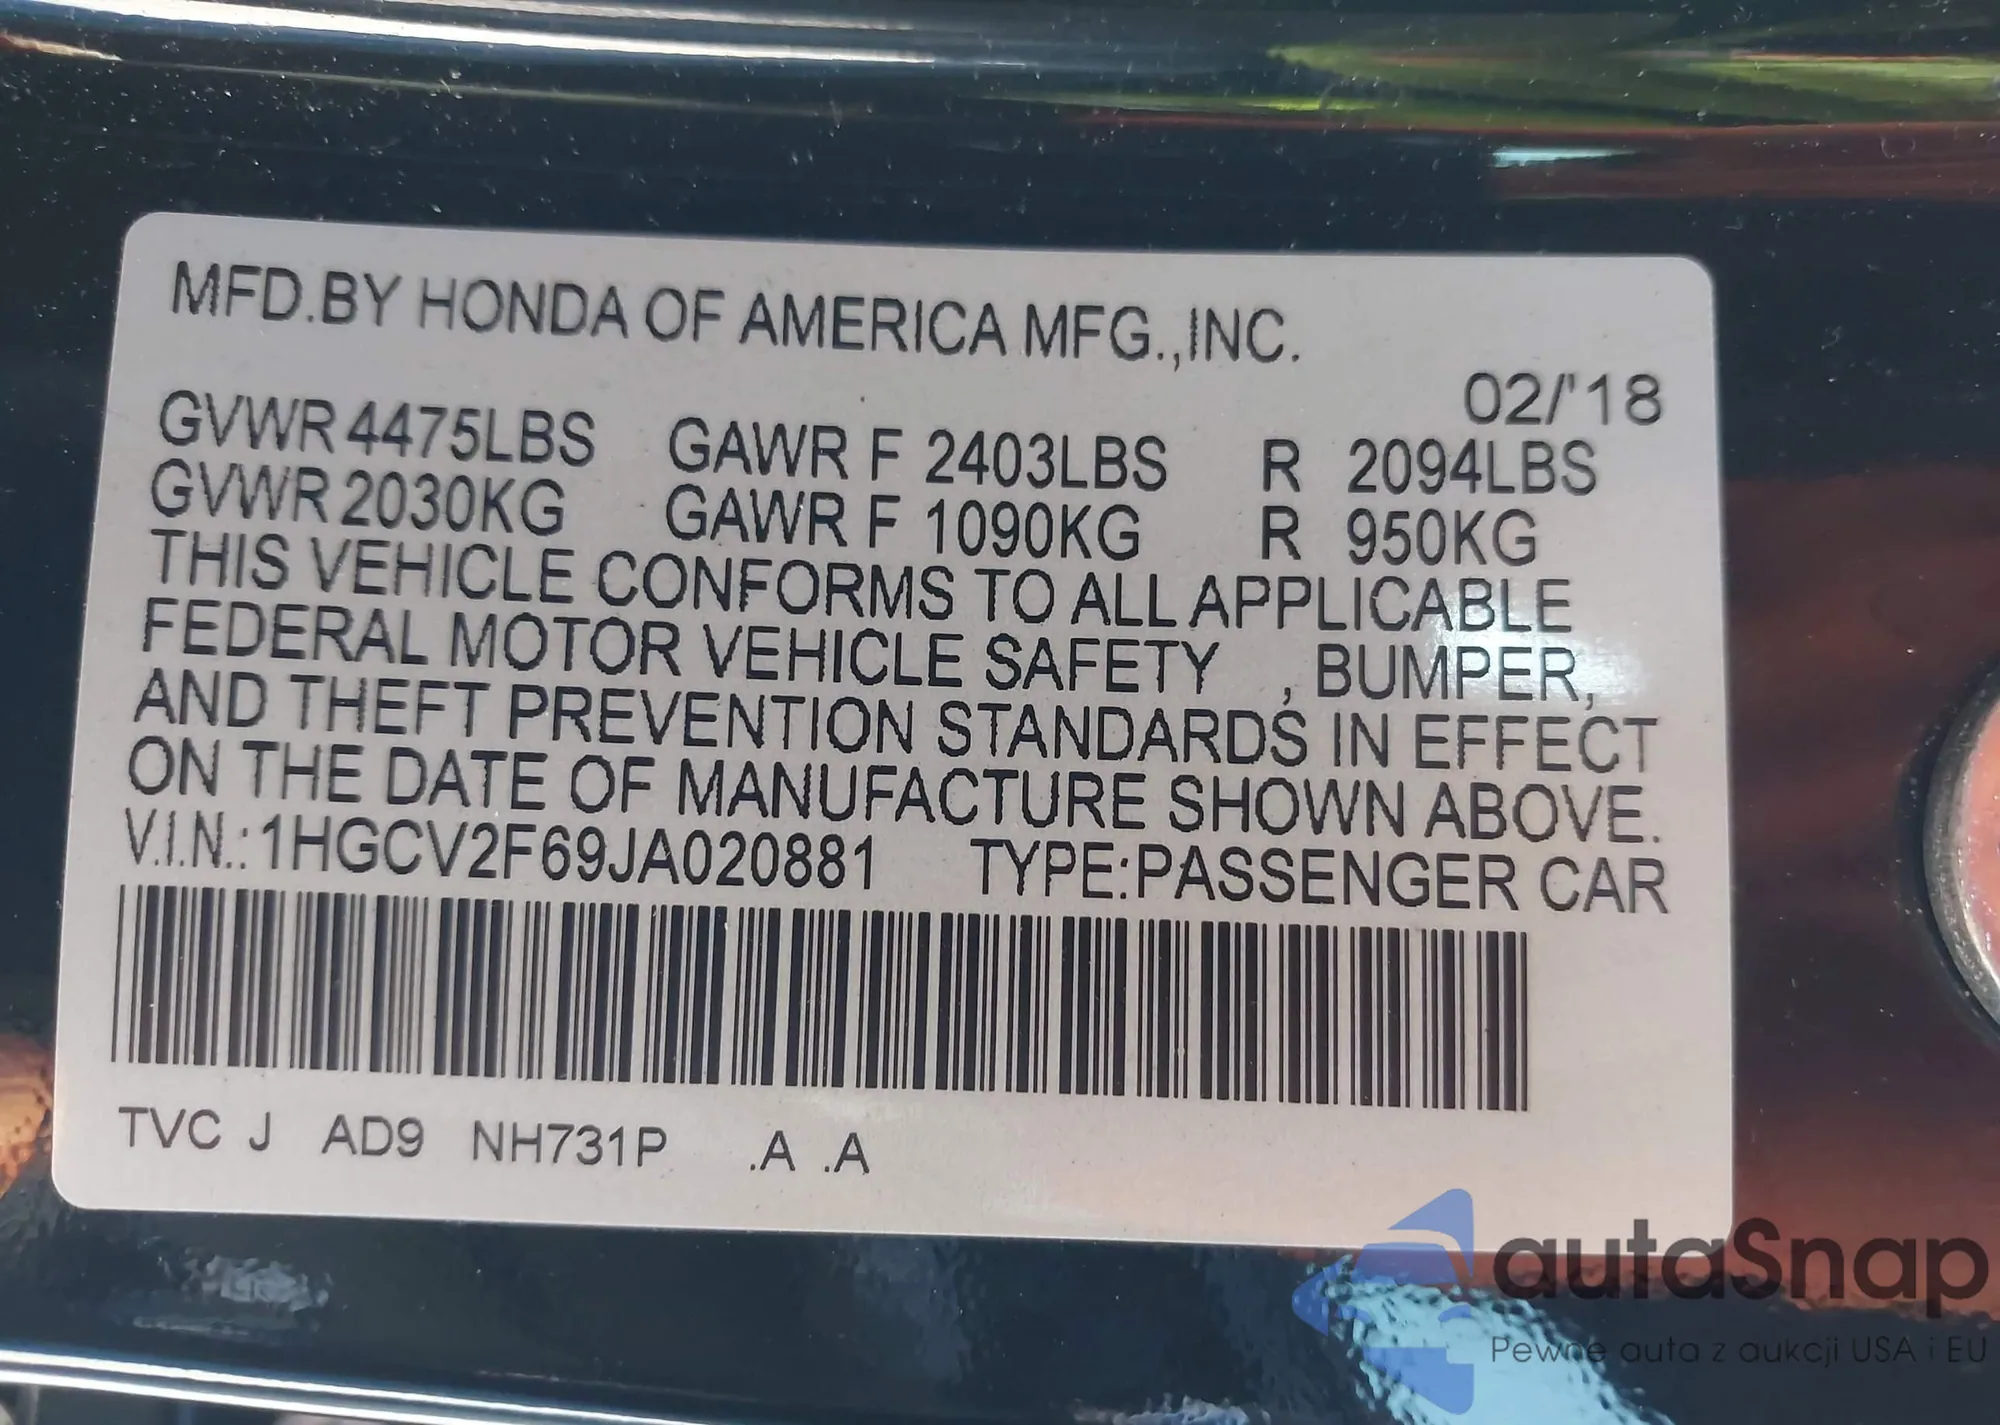 MFD.BY HONDA OF AMERICA MFG.,INC.
02/'18
GVWR 4475LBS GAWR F 2403LBS R 2094LBS
GVWR 2030KG GAWR F 1090KG R 950KG
THIS VEHICLE CONFORMS TO ALL APPLICABLE
FEDERAL MOTOR VEHICLE SAFETY , BUMPER,
AND THEFT PREVENTION STANDARDS IN EFFECT
ON THE DATE OF MANUFACTURE SHOWN ABOVE.
V.I.N.:1HGCV2F69JA020881 TYPE:PASSENGER CAR
TVC J AD9 NH731P .A .A
autaSnap
Pewne auta z aukcji USA i EU